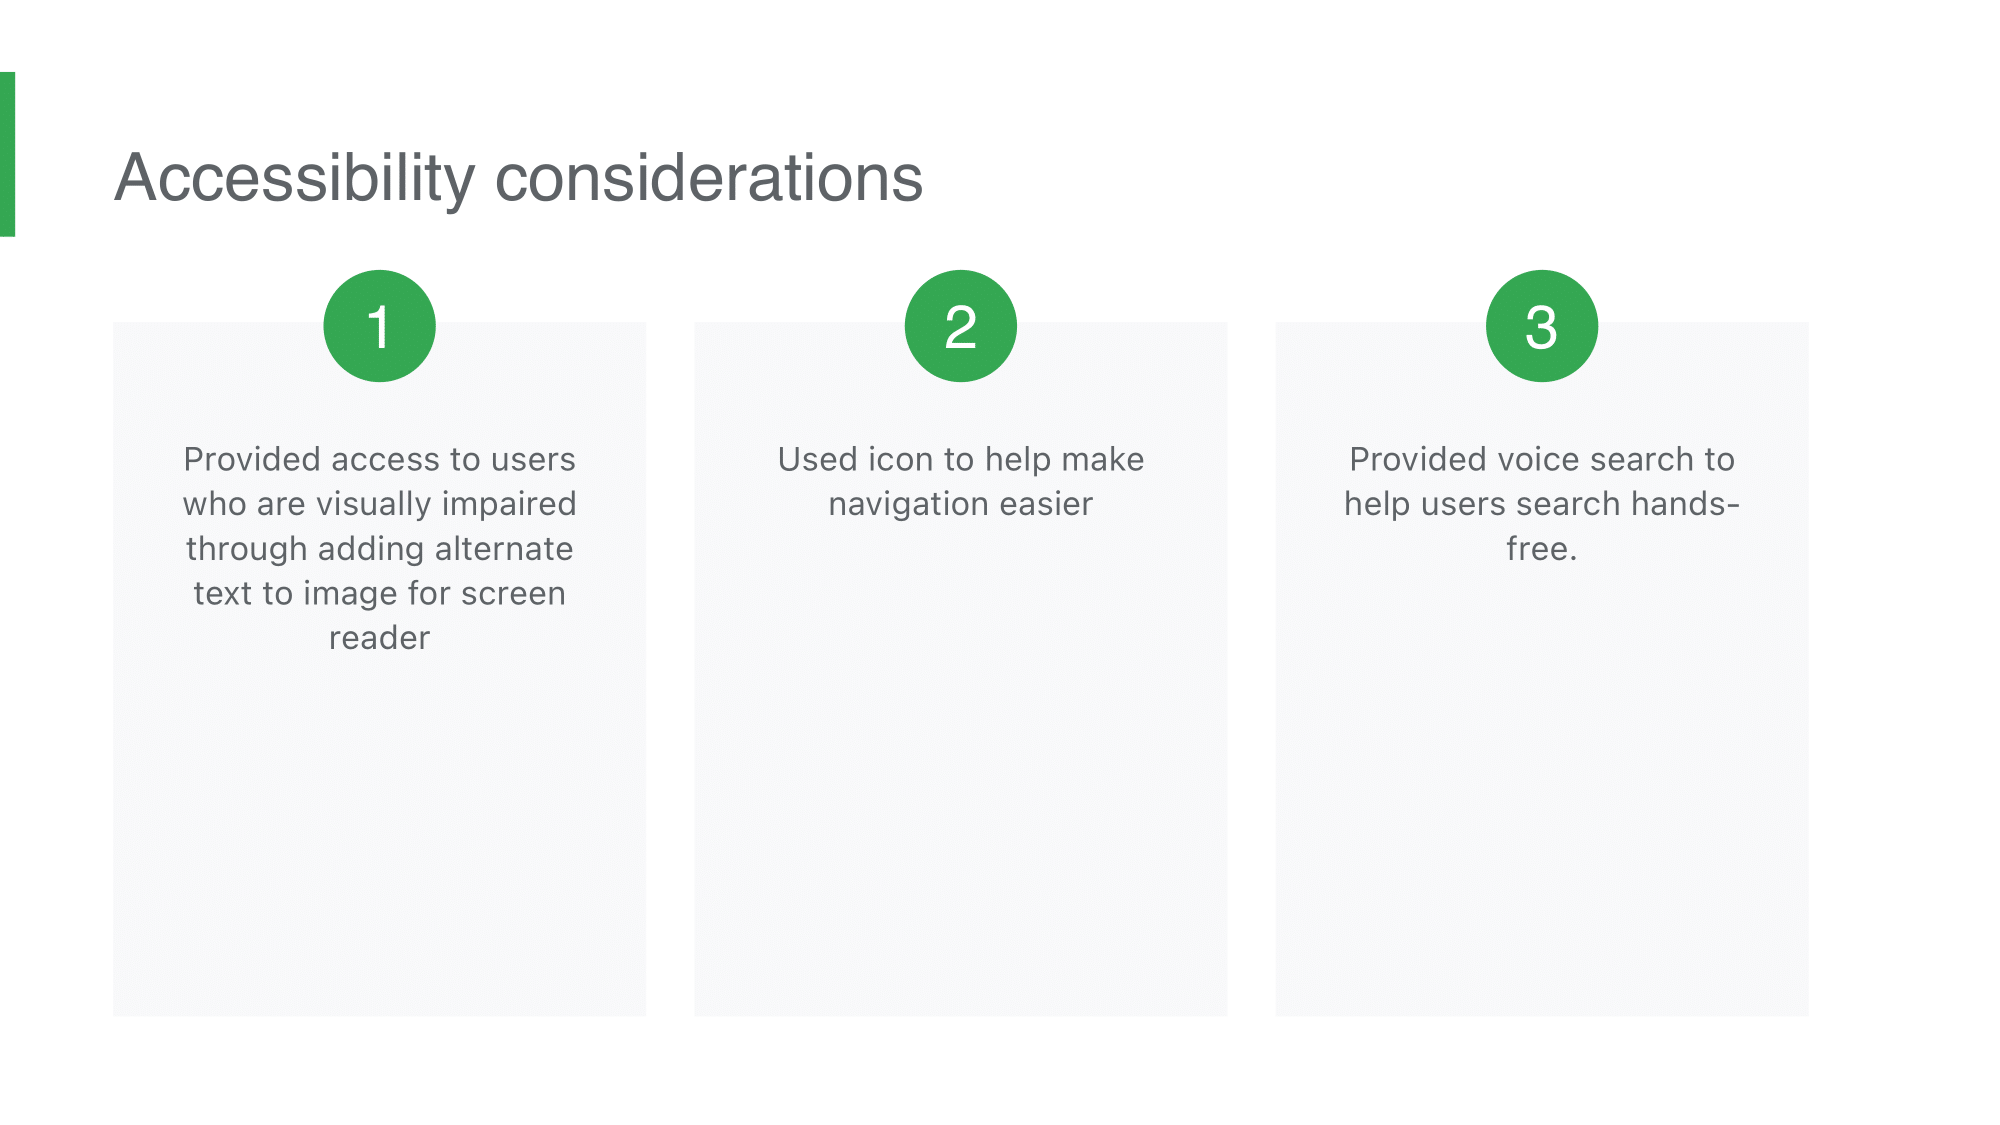 Accessibility considerations
1
Provided access to users
who are visually impaired
through adding alternate
text to image for screen
reader
2
Used icon to help make
navigation easier
3
Provided voice search to
help users search hands-
free.